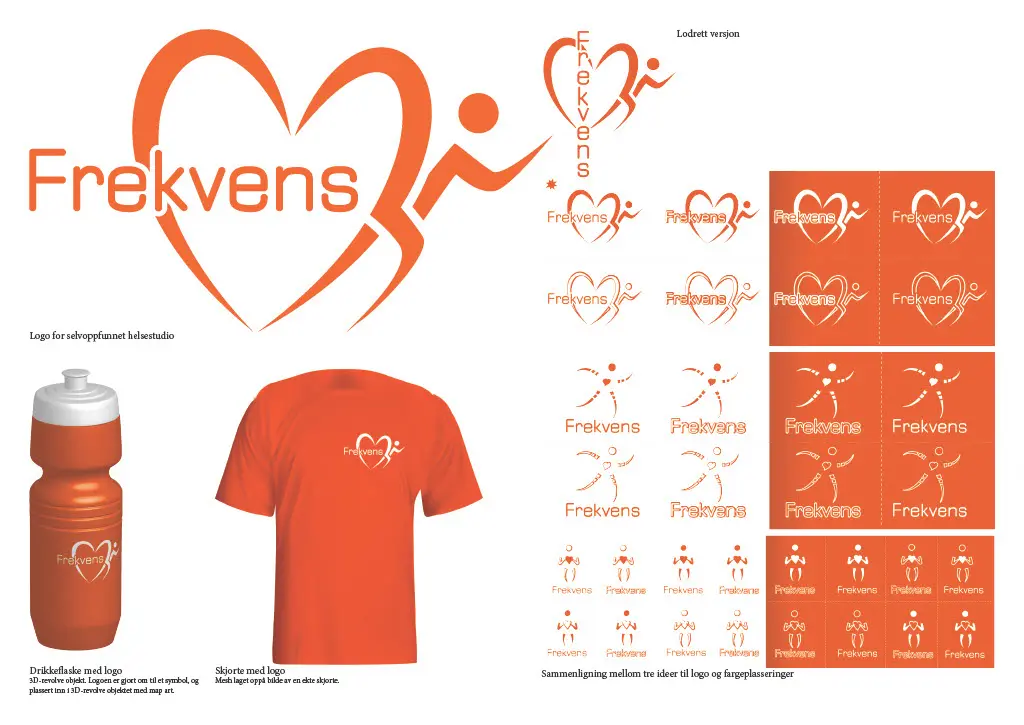 Frekvens
Logo for selvoppfunnet helsestudio
Frekvens
Drikkeflaske med logo
3D-revolve objekt. Logoen er gjort om til et symbol, og
plassert inn i 3D-revolve objektet med map art.
Frekvens
Skjorte med logo
Mesh laget oppå bilde av en ekte skjorte.
Frekvens
Lodrett versjon
Frekvens Frekvens Frekvens Frekvens
Frekvens Frekvens Frekvens Frekvens
Frekvens Frekvens Frekvens Frekvens
Frekvens Frekvens Frekvens Frekvens
Frekvens Frekvens Frekvens Frekvens Frekvens Frekvens Frekvens Frekvens
Frekvens Frekvens Frekvens Frekvens Frekvens Frekvens Frekvens Frekvens
Sammenligning mellom tre ideer til logo og fargeplasseringer